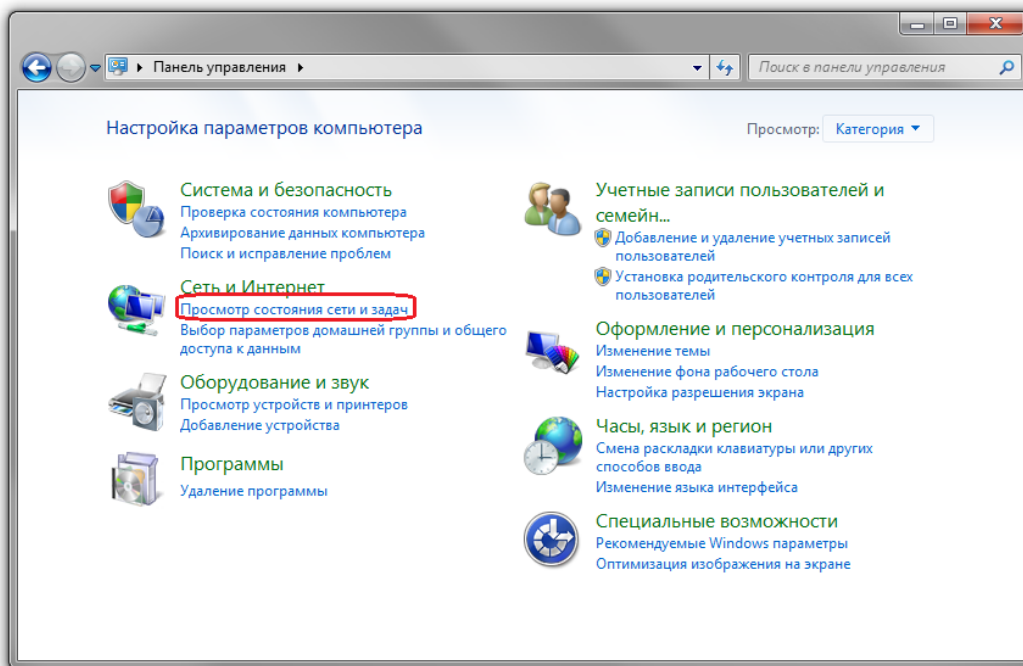 Панель управления
Поиск в панели управления
Настройка параметров компьютера
Просмотр: Категория
Система и безопасность
Проверка состояния компьютера
Архивирование данных компьютера
Поиск и исправление проблем
Сеть и Интернет
Просмотр состояния сети и задач
Выбор параметров домашней группы и общего
доступа к данным
Оборудование и звук
Просмотр устройств и принтеров
Добавление устройства
Программы
Удаление программы
Учетные записи пользователей и
семейн...
Добавление и удаление учетных записей
пользователей
Установка родительского контроля для всех
пользователей
Оформление и персонализация
Изменение темы
Изменение фона рабочего стола
Настройка разрешения экрана
Часы, язык и регион
Смена раскладки клавиатуры или других
способов ввода
Изменение языка интерфейса
Специальные возможности
Рекомендуемые Windows параметры
Оптимизация изображения на экране